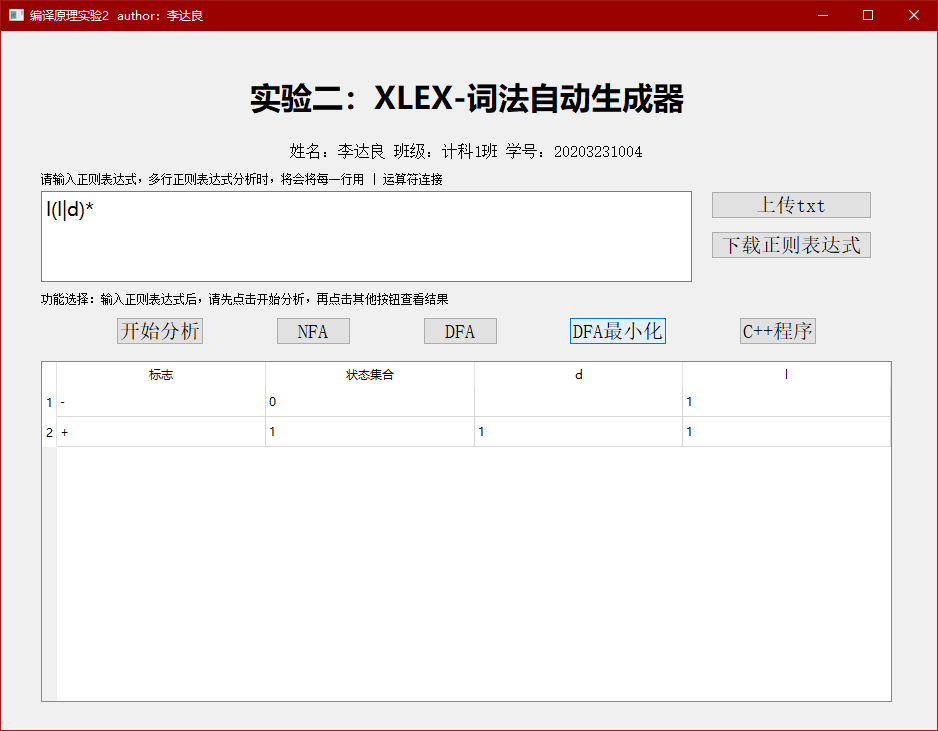 编译原理实验2 author：李达良
实验二：XLEX-词法自动生成器
姓名：李达良 班级：计科1班 学号：20203231004
请输入正则表达式，多行正则表达式分析时，将会将每一行用 | 运算符连接
l(l|d)*
上传txt
下载正则表达式
功能选择：输入正则表达式后，请先点击开始分析，再点击其他按钮查看结果
开始分析 NFA DFA DFA最小化 C++程序
标志 状态集合 d l
1 - 0 1
2 + 1 1 1